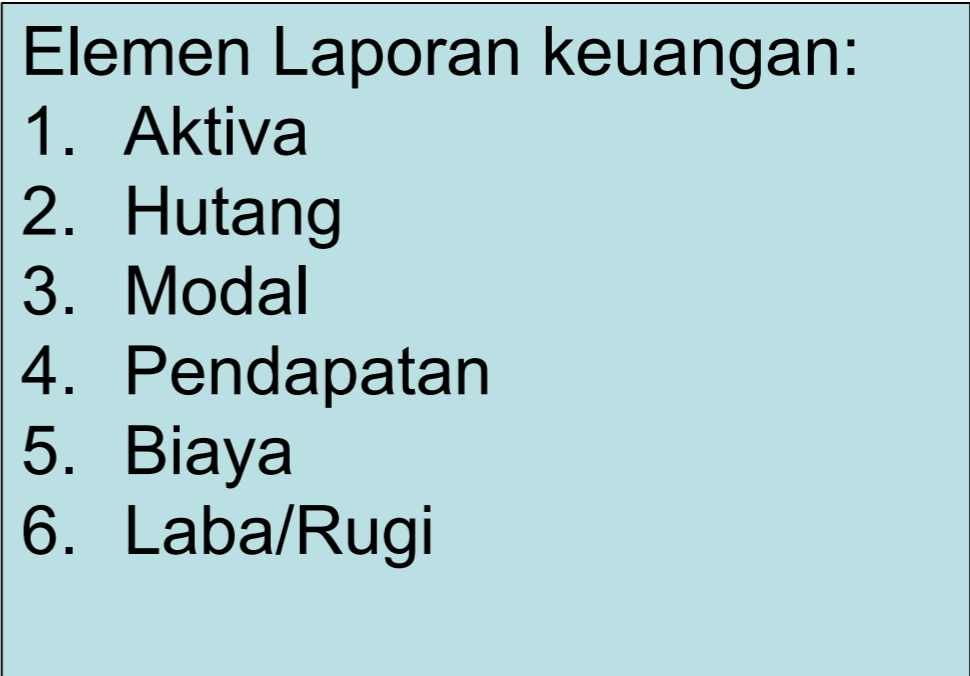 Elemen Laporan keuangan:
1. Aktiva
2. Hutang
3. Modal
4. Pendapatan
5. Biaya
6. Laba/Rugi